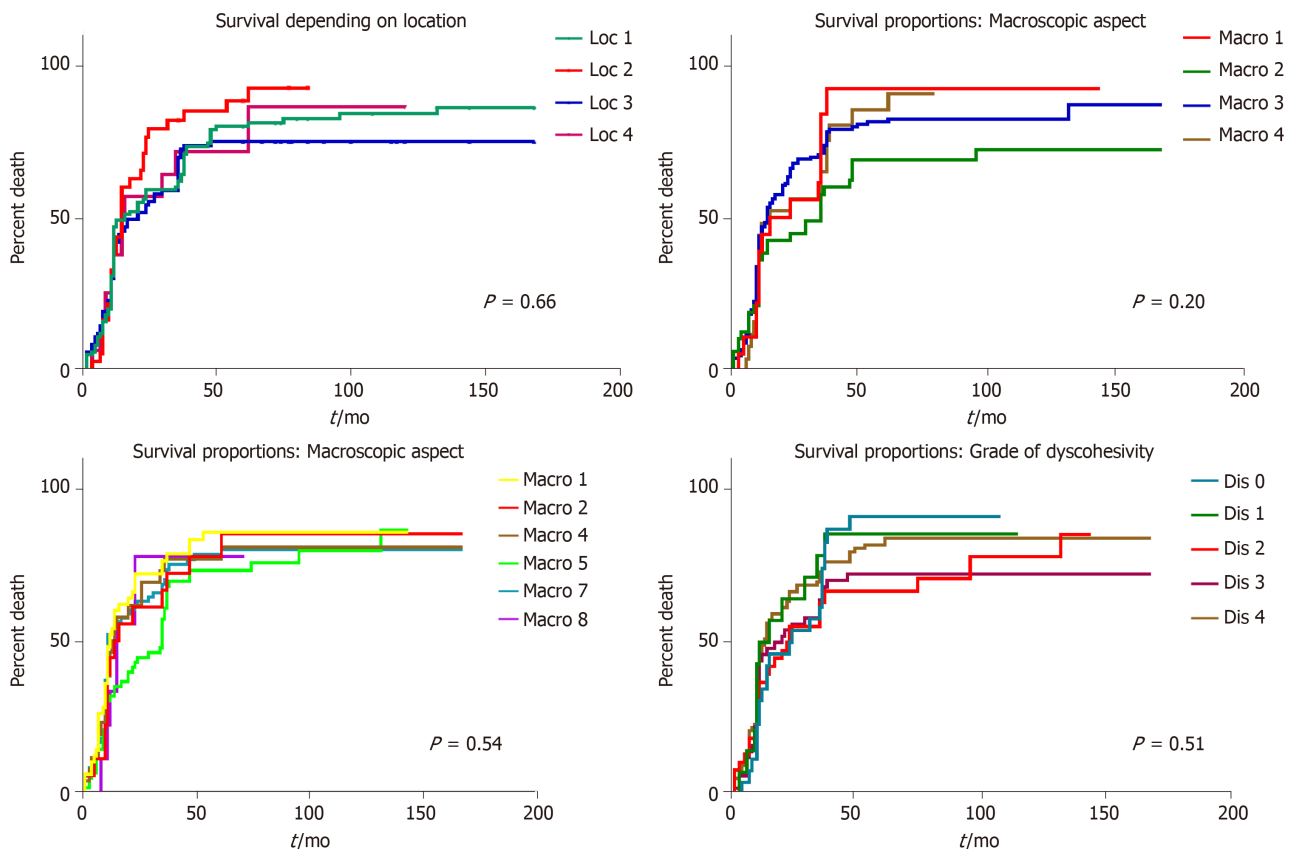 Survival depending on location
Loc 1
Loc 2
Loc 3
Loc 4
100
50
0
Percent death
P = 0.66
0 50 100 150 200
t/mo
Survival proportions: Macroscopic aspect
Macro 1
Macro 2
Macro 3
Macro 4
100
50
0
Percent death
P = 0.20
0 50 100 150 200
t/mo
Survival proportions: Macroscopic aspect
Macro 1
Macro 2
Macro 4
Macro 5
Macro 7
Macro 8
100
50
0
Percent death
P = 0.54
0 50 100 150 200
t/mo
Survival proportions: Grade of dyscohesivity
Dis 0
Dis 1
Dis 2
Dis 3
Dis 4
100
50
0
Percent death
P = 0.51
0 50 100 150 200
t/mo